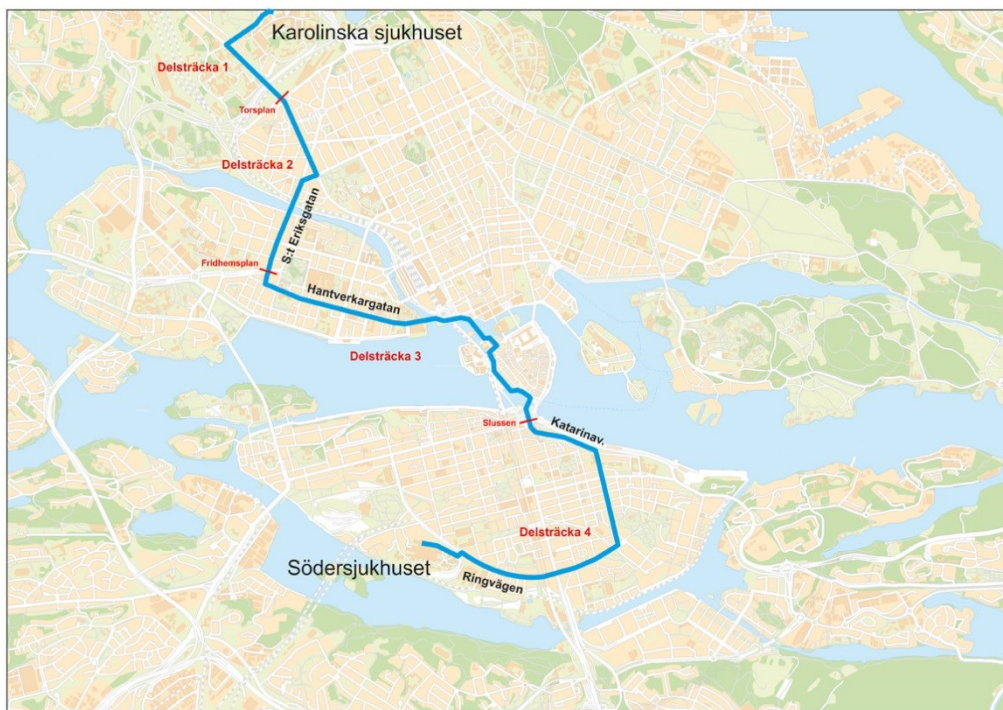 Karolinska sjukhuset
Delsträcka 1
Torsplan
Delsträcka 2
S:t Eriksgatan
Fridhemsplan
Hantverkargatan
Delsträcka 3
Slussen
Katarinav.
Delsträcka 4
Södersjukhuset
Ringvägen